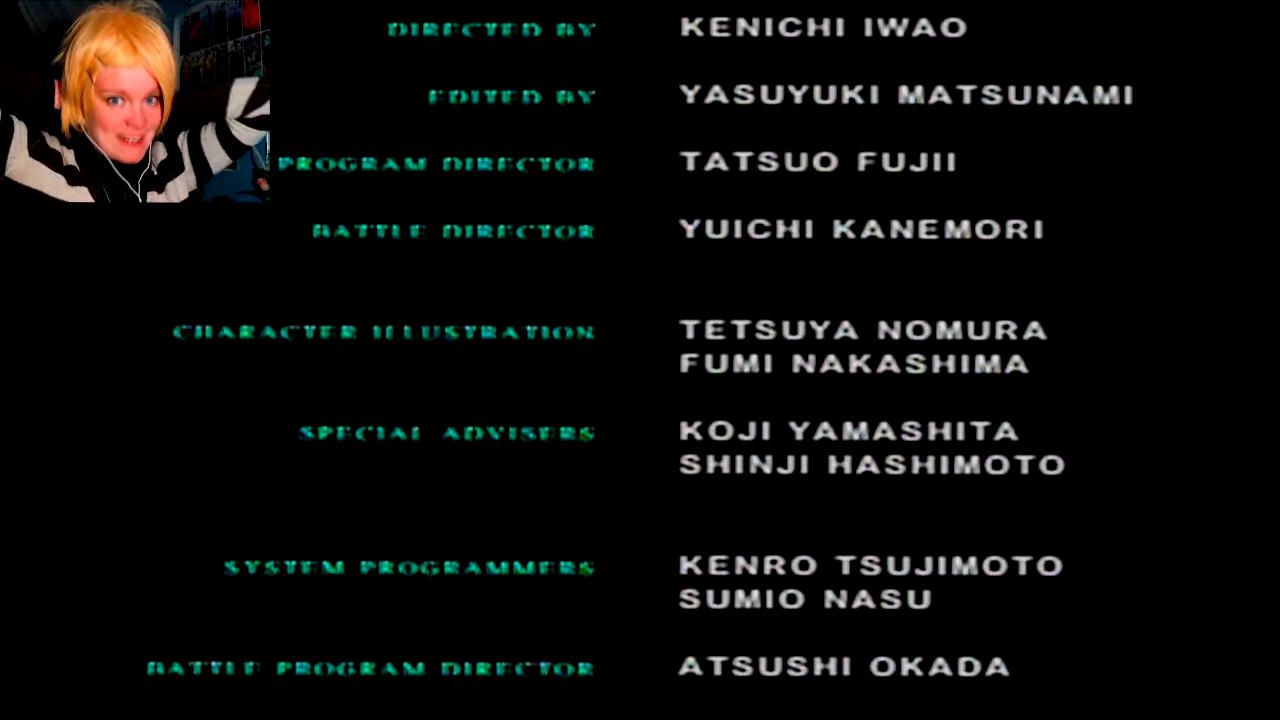 DIRECTED BY KENICHI IWAO
EDITED BY YASUYUKI MATSUNAMI
PROGRAM DIRECTOR TATSUO FUJII
BATTLE DIRECTOR YUICHI KANEMORI
CHARACTER ILLUSTRATION TETSUYA NOMURA
FUMI NAKASHIMA
SPECIAL ADVISERS KOJI YAMASHITA
SHINJI HASHIMOTO
SYSTEM PROGRAMMERS KENRO TSUJIMOTO
SUMIO NASU
BATTLE PROGRAM DIRECTOR ATSUSHI OKADA